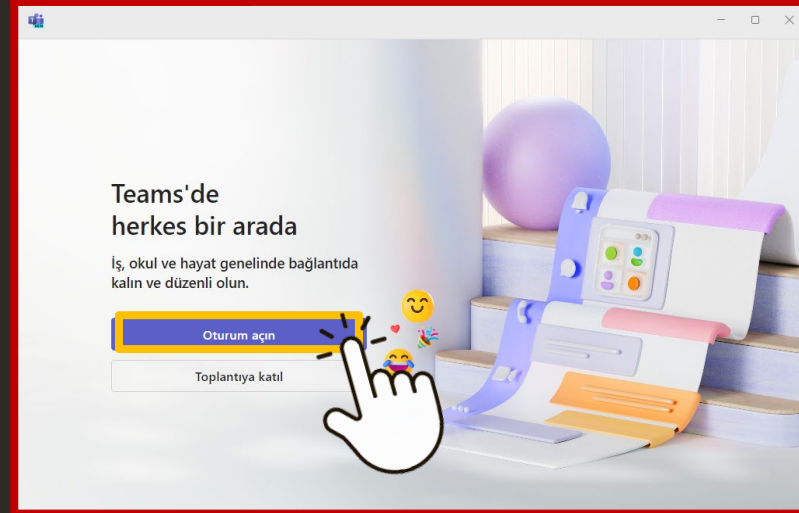 Teams'de
herkes bir arada
İş, okul ve hayat genelinde bağlantıda
kalın ve düzenli olun.
Oturum açın
Toplantıya katıl